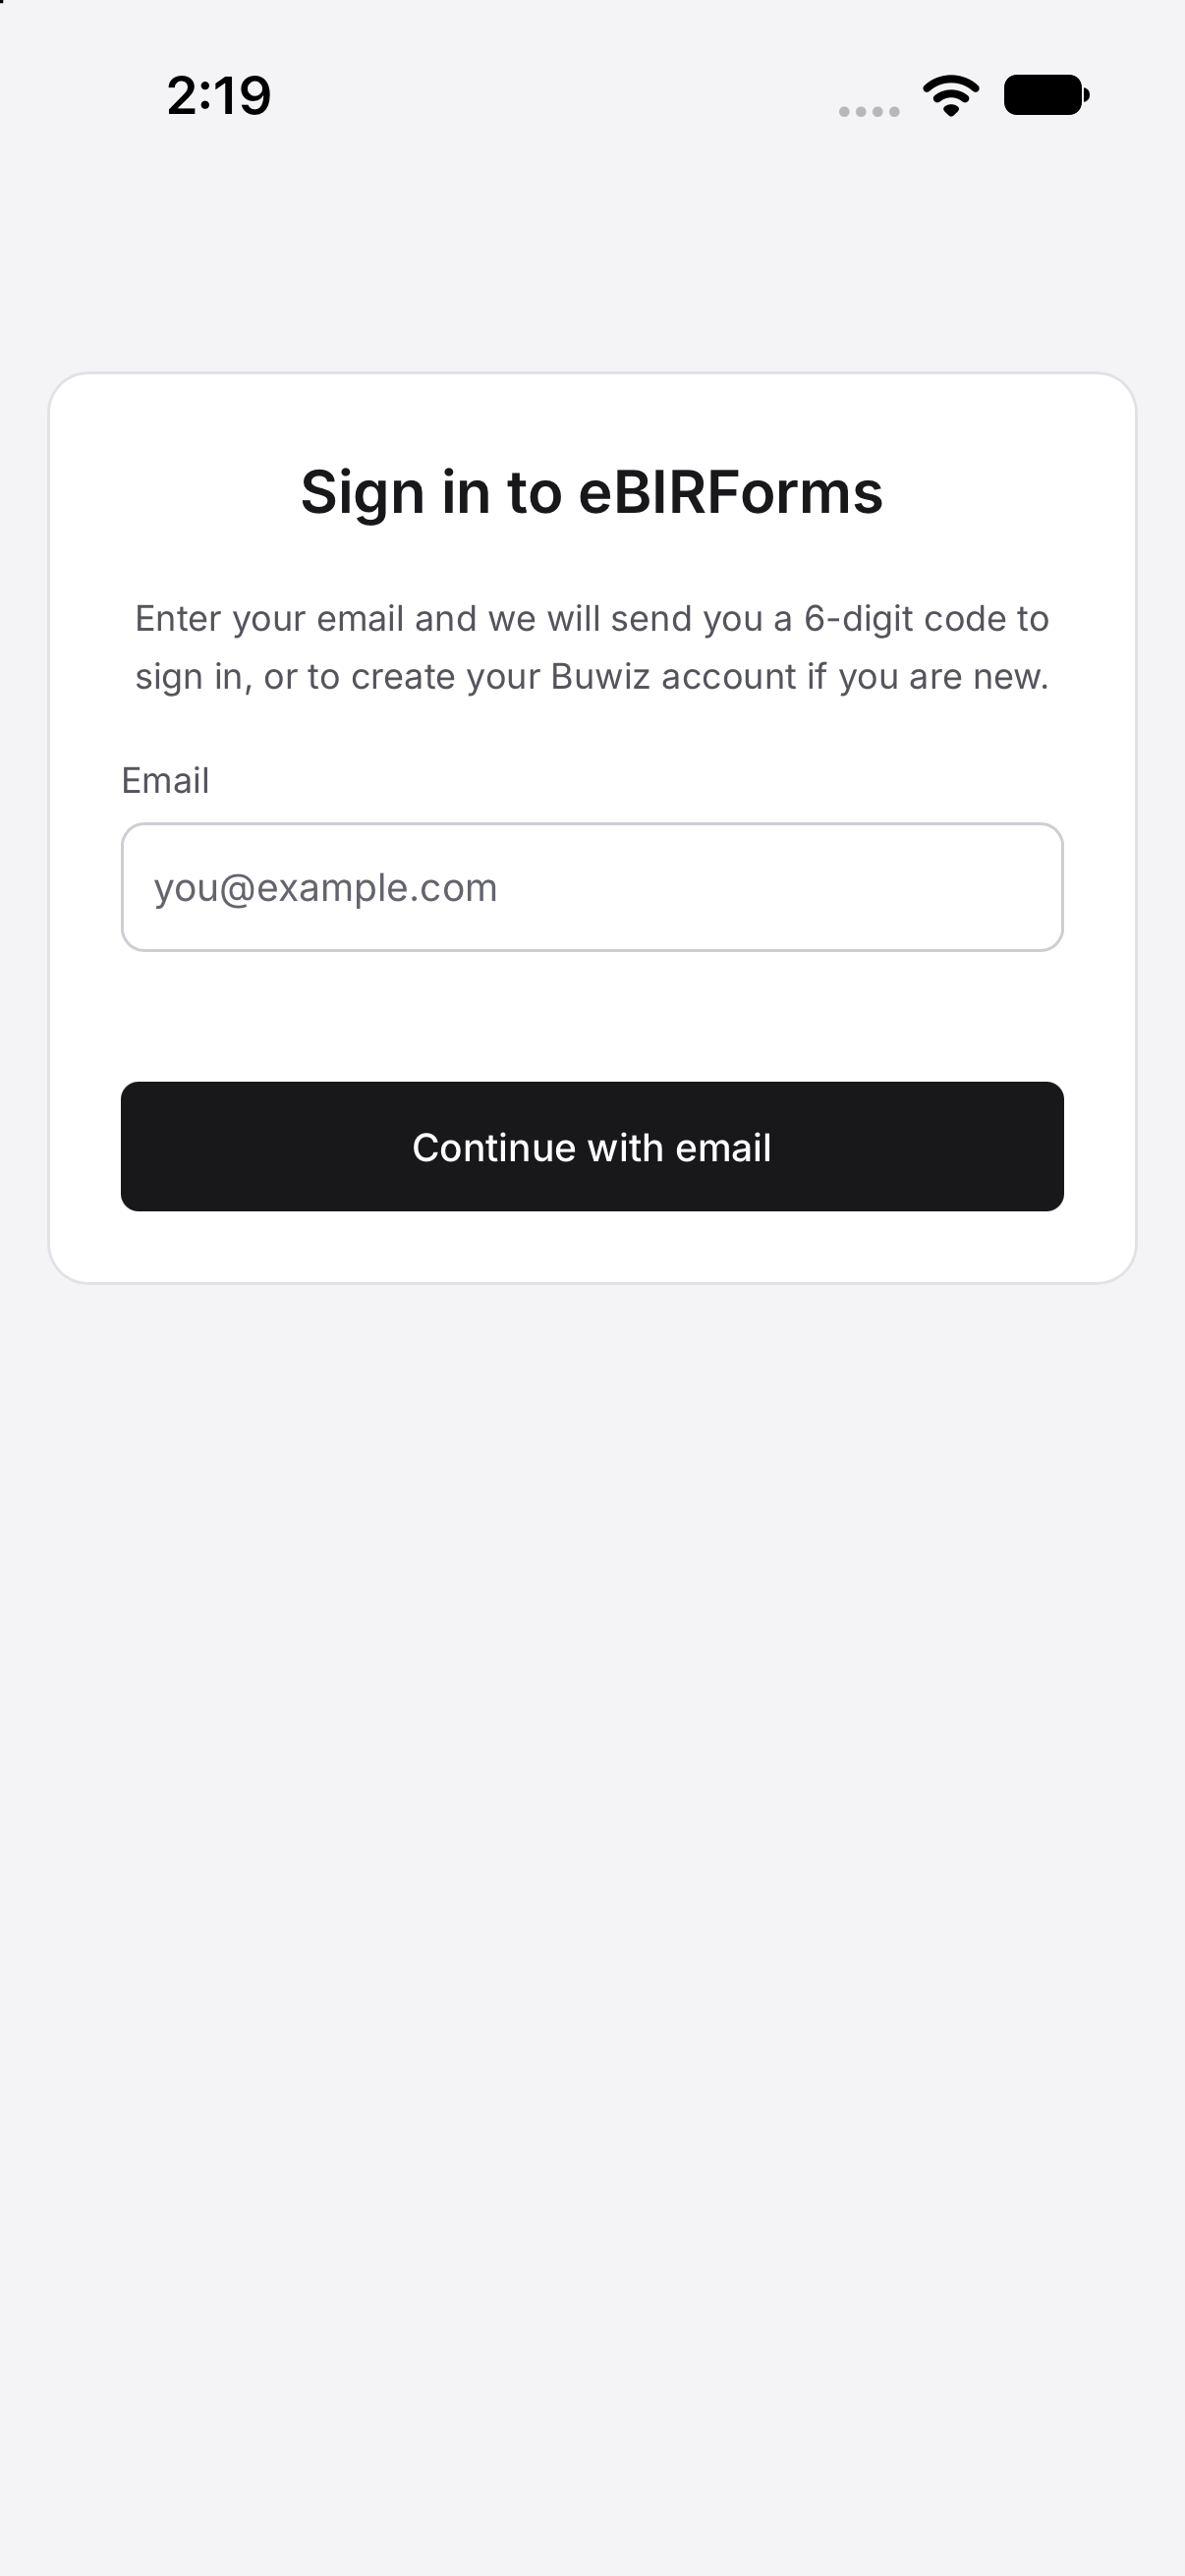 2:19
Sign in to eBIRForms
Enter your email and we will send you a 6-digit code to
sign in, or to create your Buwiz account if you are new.
Email
you@example.com
Continue with email